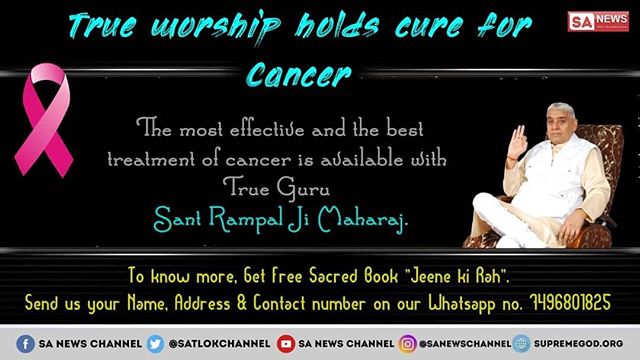 True worship holds cure for
Cancer
SA NEWS
The most effective and the best
treatment of cancer is available with
True Guru
Sant Rampal Ji Maharaj.
To know more, Get free Sacred Book "Jeene ki Rah".
Send us your Name, Address & Contact number on our Whatsapp no. 7496801825
SA NEWS CHANNEL @SATLOKCHANNEL SA NEWS CHANNEL @SANEWSCHANNEL SUPREMEGOD.ORG